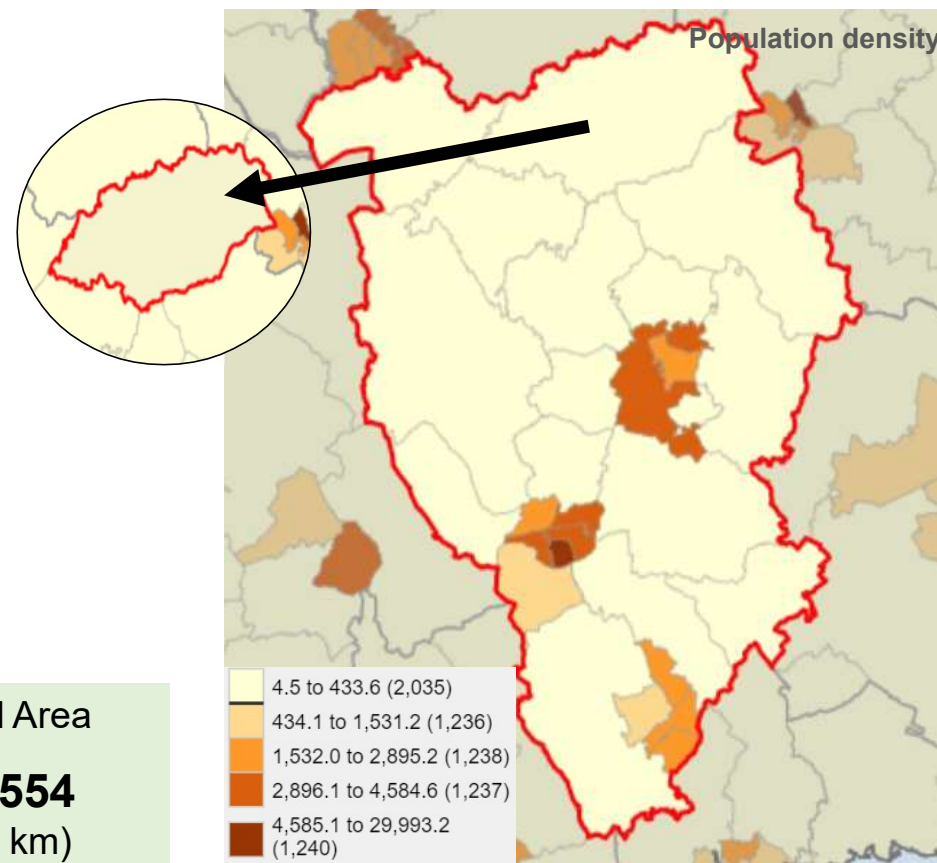 Population density
4.5 to 433.6 (2,035)
434.1 to 1,531.2 (1,236)
1,532.0 to 2,895.2 (1,238)
2,896.1 to 4,584.6 (1,237)
4,585.1 to 29,993.2
(1,240)
Area
554
km)